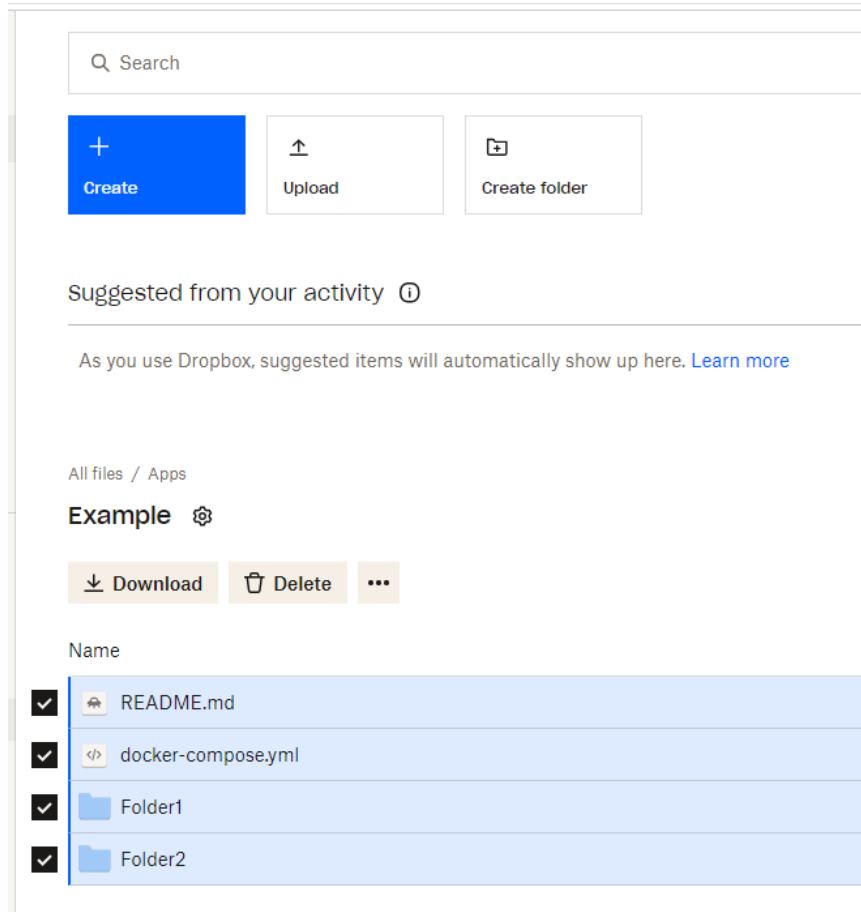 Search
Create
Upload
Create folder
Suggested from your activity
As you use Dropbox, suggested items will automatically show up here. Learn more
All files / Apps
Example
Download
Delete
Name
README.md
docker-compose.yml
Folder1
Folder2